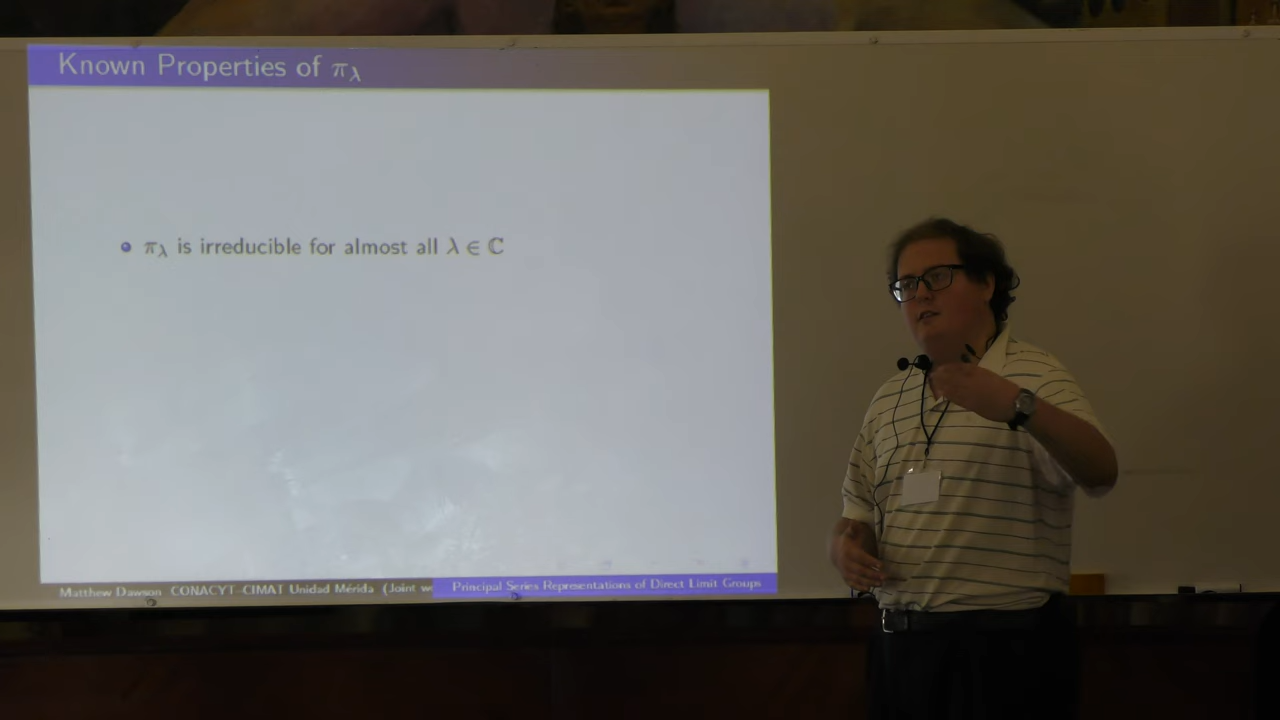 Known Properties of πλ
πλ is irreducible for almost all λ ∈ ℂ
Matthew Dawson CONACYT–CIMAT Unidad Mérida (Joint w
Principal Series Representations of Direct Limit Groups